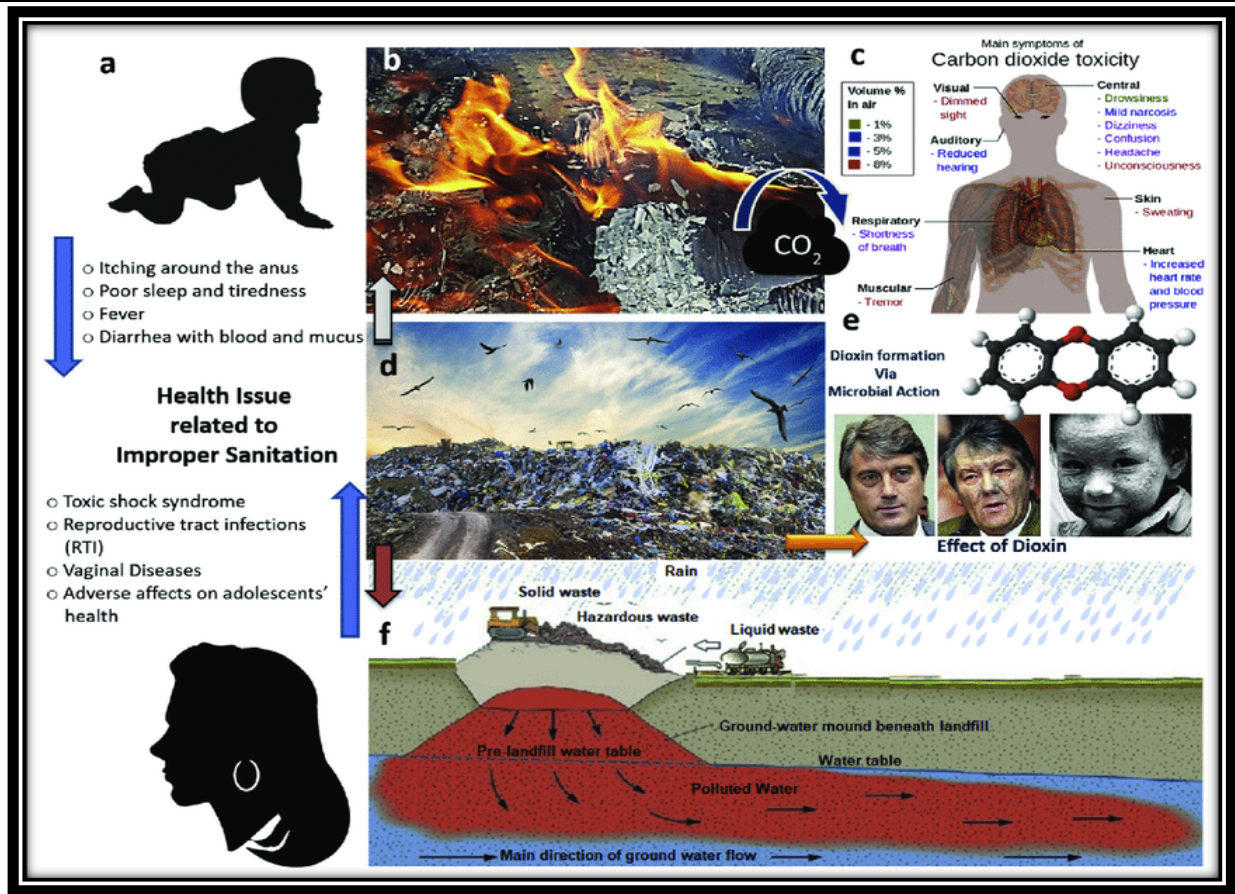 a
o Itching around the anus
o Poor sleep and tiredness
o Fever
o Diarrhea with blood and mucus
Health Issue
related to
Improper Sanitation
o Toxic shock syndrome
o Reproductive tract infections
(RTI)
o Vaginal Diseases
o Adverse affects on adolescents'
health
b
CO2
c
Main symptoms of
Carbon dioxide toxicity
Volume %
in air
- 1%
- 3%
- 5%
- 8%
Visual
- Dimmed
sight
Auditory
- Reduced
hearing
Central
- Drowsiness
- Mild narcosis
- Dizziness
- Confusion
- Headache
- Unconsciousness
Skin
- Sweating
Respiratory
- Shortness
of breath
Heart
- Increased
heart rate
and blood
pressure
Muscular
- Tremor
d
e
Dioxin formation
Via
Microbial Action
Effect of Dioxin
f
Rain
Solid waste
Hazardous waste
Liquid waste
Ground-water mound beneath landfill
Pre-landfill water table
Water table
Polluted Water
Main direction of ground water flow